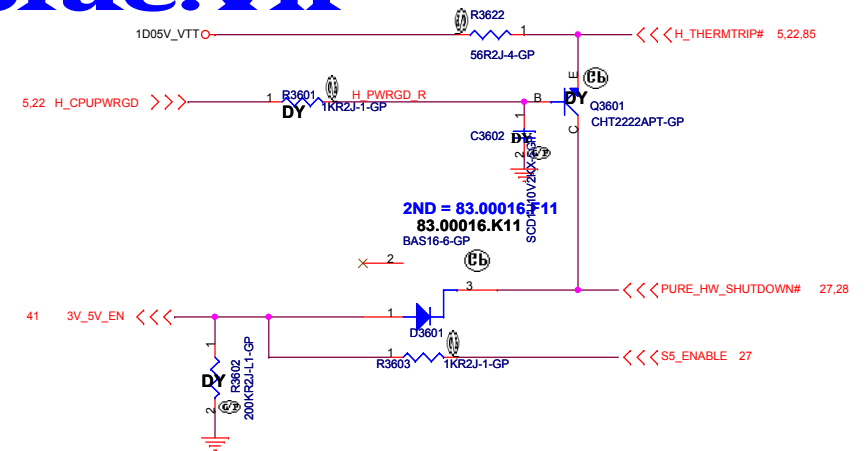 1D05V_VTT
R3622
1
56R2J-4-GP
H_THERMTRIP# 5,22,85
5,22 H_CPUPWRGD
1
R3601
DY
1KR2J-1-GP
H_PWRGD_R
B
E
C
DY
Q3601
CHT2222APT-GP
1
C3602
DY
2
2ND = 83.00016.F11
83.00016.K11
BAS16-6-GP
2
3
PURE_HW_SHUTDOWN# 27,28
41 3V_5V_EN
1
D3601
1
R3603
1KR2J-1-GP
S5_ENABLE 27
1
DY
2
R3602
200KR2J-L1-GP